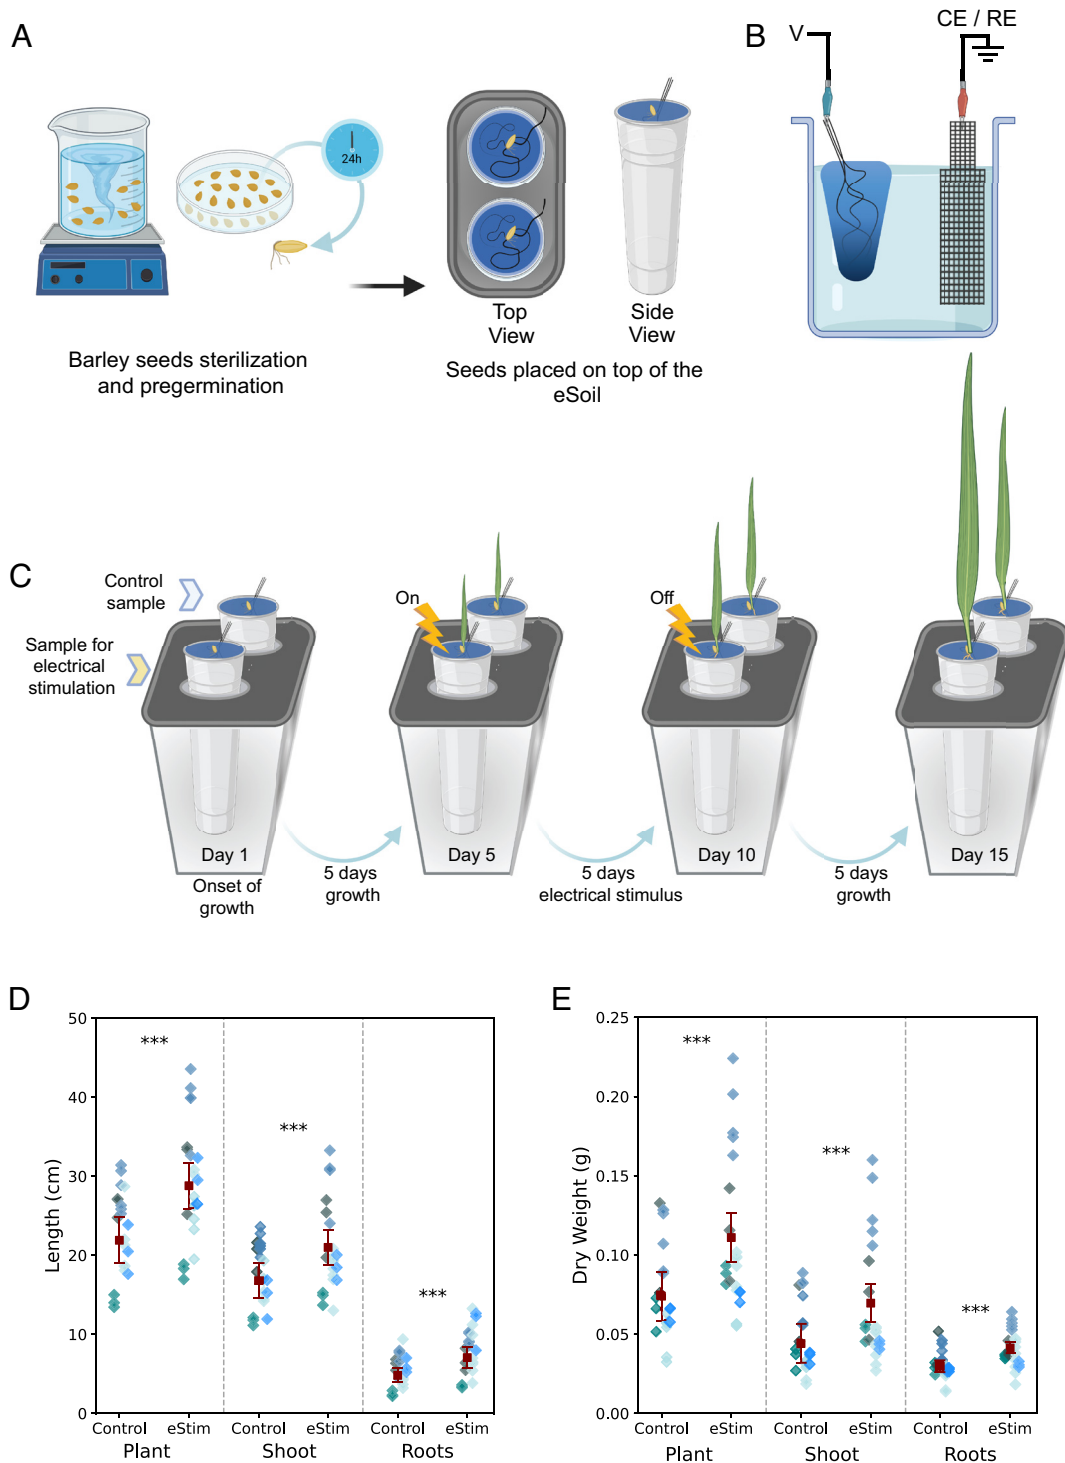 A
B
V
CE / RE
24h
Top
View
Side
View
Barley seeds sterilization
and pregermination
Seeds placed on top of the
eSoil
C
Control
sample
Sample for
electrical
stimulation
On
Off
Day 1
Day 5
Day 10
Day 15
Onset of
growth
5 days
growth
5 days
electrical stimulus
5 days
growth
D
50
40
30
20
10
0
Length (cm)
***
***
***
Control
eStim
Control
eStim
Control
eStim
Plant
Shoot
Roots
E
0.25
0.20
0.15
0.10
0.05
0.00
Dry Weight (g)
***
***
***
Control
eStim
Control
eStim
Control
eStim
Plant
Shoot
Roots